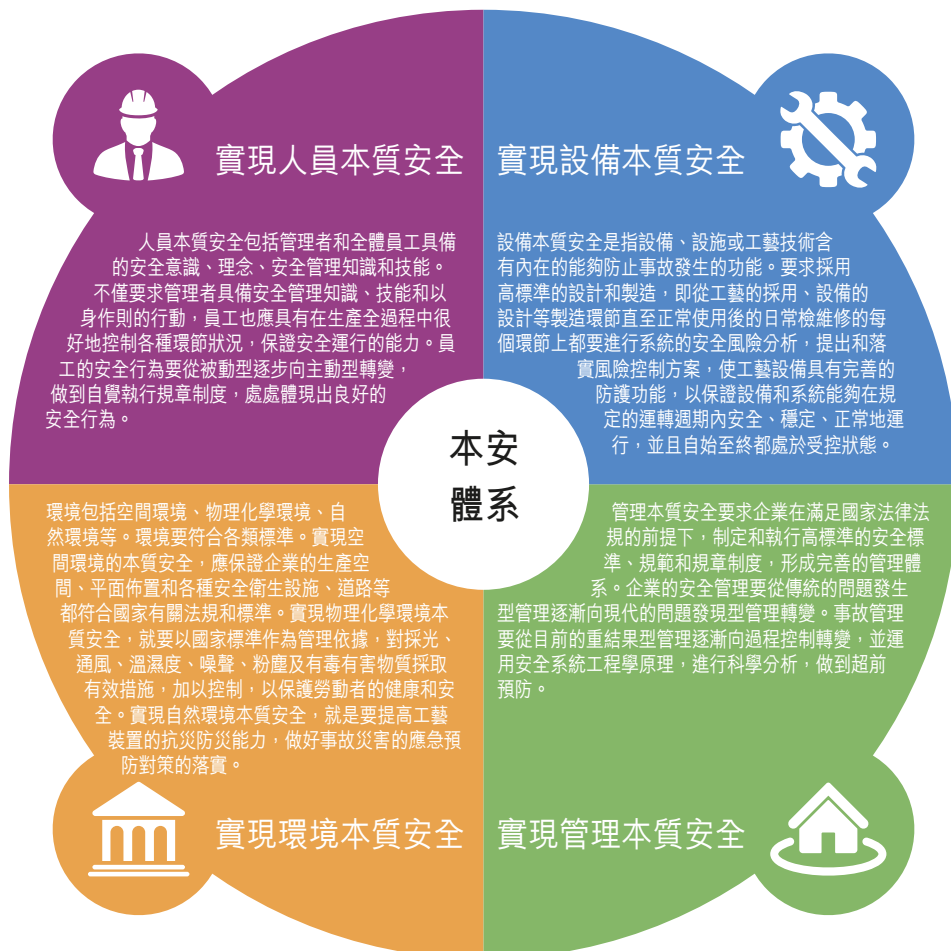 實現人員本質安全
人員本質安全包括管理者和全體員工具備
的安全意識、理念、安全管理知識和技能。
不僅要求管理者具備安全管理知識、技能和以
身作則的行動，員工也應具有在生產全過程中很
好地控制各種環節狀況，保證安全運行的能力。員
工的安全行為要從被動型逐步向主動型轉變，
做到自覺執行規章制度，處處體現出良好的
安全行為。
實現設備本質安全
設備本質安全是指設備、設施或工藝技術含
有內在的能夠防止事故發生的功能。要求採用
高標準的設計和製造，即從工藝的採用、設備的
設計等製造環節直至正常使用後的日常檢維修的每
個環節上都要進行系統的安全風險分析，提出和落
實風險控制方案，使工藝設備具有完善的
防護功能，以保證設備和系統能夠在規
定的運轉週期內安全、穩定、正常地運
行，並且自始至終都處於受控狀態。
本安
體系
環境包括空間環境、物理化學環境、自
然環境等。環境要符合各類標準。實現空
間環境的本質安全，應保證企業的生產空
間、平面佈置和各種安全衛生設施、道路等
都符合國家有關法規和標準。實現物理化學環境本
質安全，就要以國家標準作為管理依據，對採光、
通風、溫濕度、噪聲、粉塵及有毒有害物質採取
有效措施，加以控制，以保護勞動者的健康和安
全。實現自然環境本質安全，就是要提高工藝
裝置的抗災防災能力，做好事故災害的應急預
防對策的落實。
實現環境本質安全
管理本質安全要求企業在滿足國家法律法
規的前提下，制定和執行高標準的安全標
準、規範和規章制度，形成完善的管理體
系。企業的安全管理要從傳統的問題發生
型管理逐漸向現代的問題發現型管理轉變。事故管理
要從目前的重結果型管理逐漸向過程控制轉變，並運
用安全系統工程學原理，進行科學分析，做到超前
預防。
實現管理本質安全